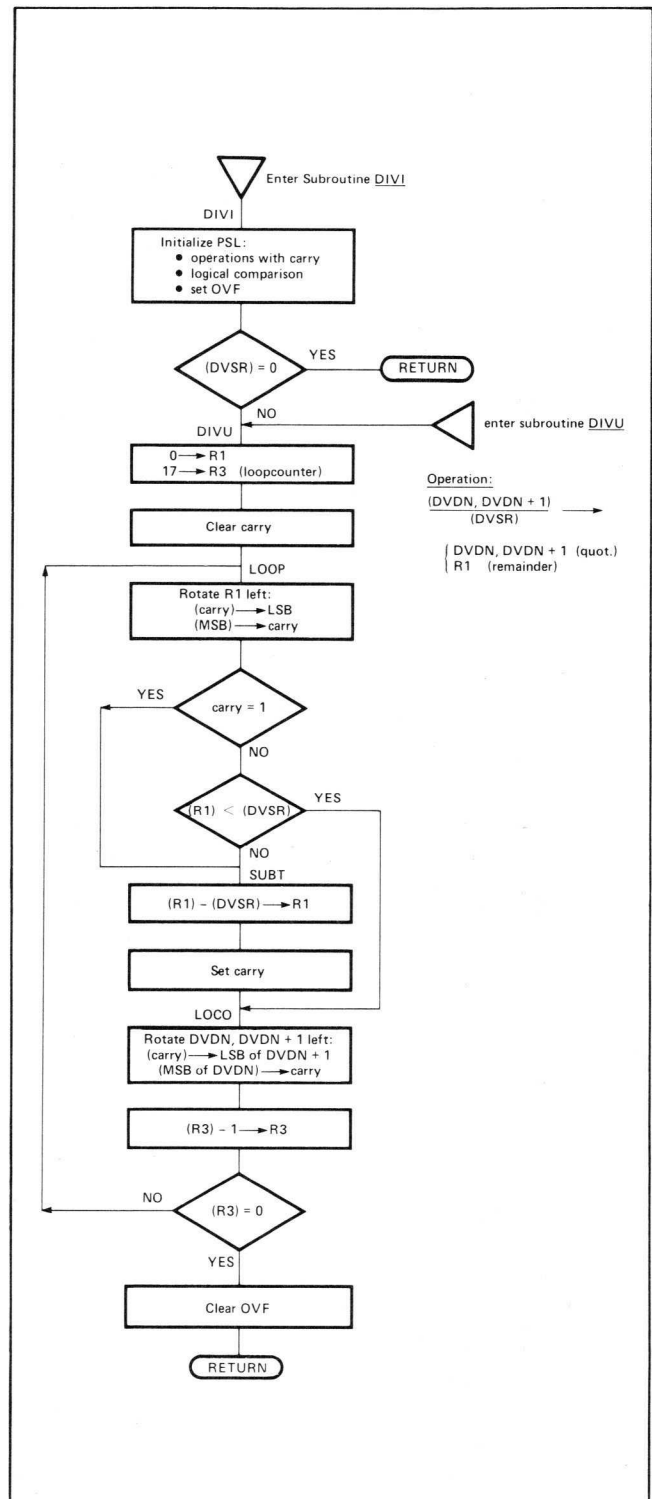 Enter Subroutine DIVI
DIVI
Initialize PSL:
• operations with carry
• logical comparison
• set OVF
(DVSR) = 0
YES
RETURN
NO
enter subroutine DIVU
DIVU
0 → R1
17 → R3 (loopcounter)
Operation:
(DVDN, DVDN + 1)
(DVSR)
→
{ DVDN, DVDN + 1 (quot.)
{ R1 (remainder)
Clear carry
LOOP
Rotate R1 left:
(carry) → LSB
(MSB) → carry
YES
carry = 1
NO
(R1) < (DVSR)
YES
NO
SUBT
(R1) - (DVSR) → R1
Set carry
LOCO
Rotate DVDN, DVDN + 1 left:
(carry) → LSB of DVDN + 1
(MSB of DVDN) → carry
(R3) - 1 → R3
NO
(R3) = 0
YES
Clear OVF
RETURN